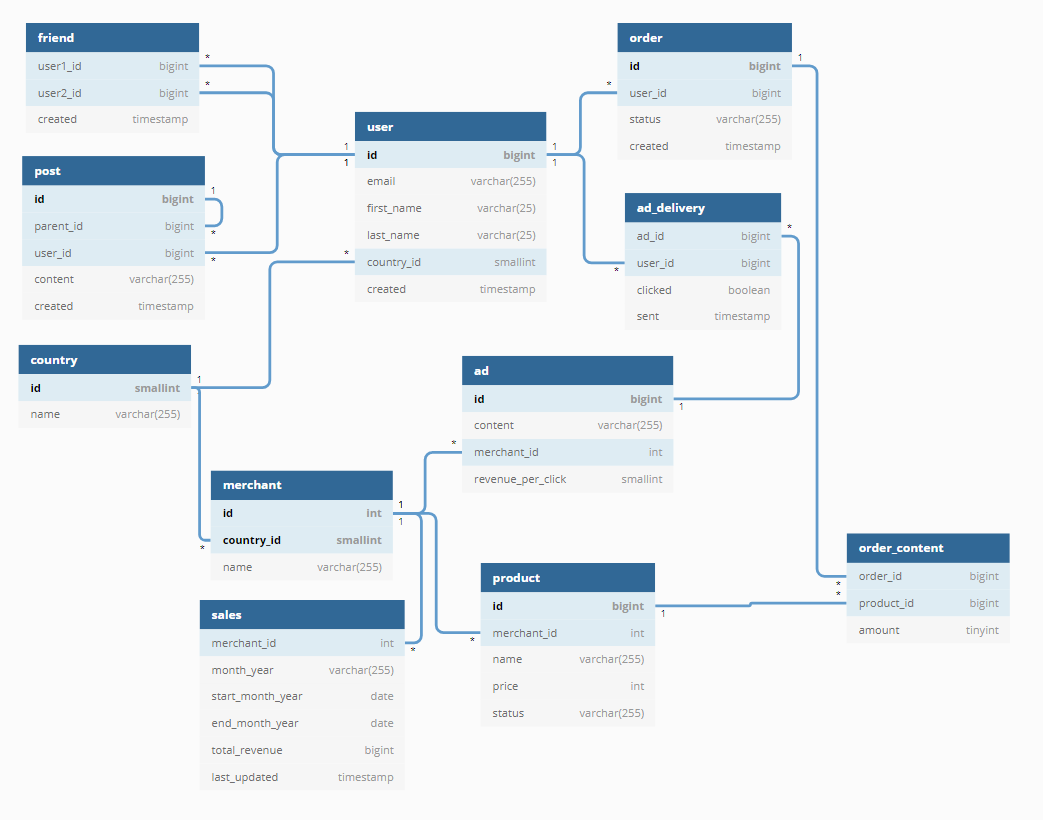 friend
user1_id bigint
user2_id bigint
created timestamp
post
id bigint
parent_id bigint
user_id bigint
content varchar(255)
created timestamp
country
id smallint
name varchar(255)
user
id bigint
email varchar(255)
first_name varchar(25)
last_name varchar(25)
country_id smallint
created timestamp
order
id bigint
user_id bigint
status varchar(255)
created timestamp
ad_delivery
ad_id bigint
user_id bigint
clicked boolean
sent timestamp
ad
id bigint
content varchar(255)
merchant_id int
revenue_per_click smallint
merchant
id int
country_id smallint
name varchar(255)
sales
merchant_id int
month_year varchar(255)
start_month_year date
end_month_year date
total_revenue bigint
last_updated timestamp
product
id bigint
merchant_id int
name varchar(255)
price int
status varchar(255)
order_content
order_id bigint
product_id bigint
amount tinyint
*
*
1
*
*
1
1
*
1
*
1
1
*
*
1
*
1
*
1
1
*
*
1
*
*